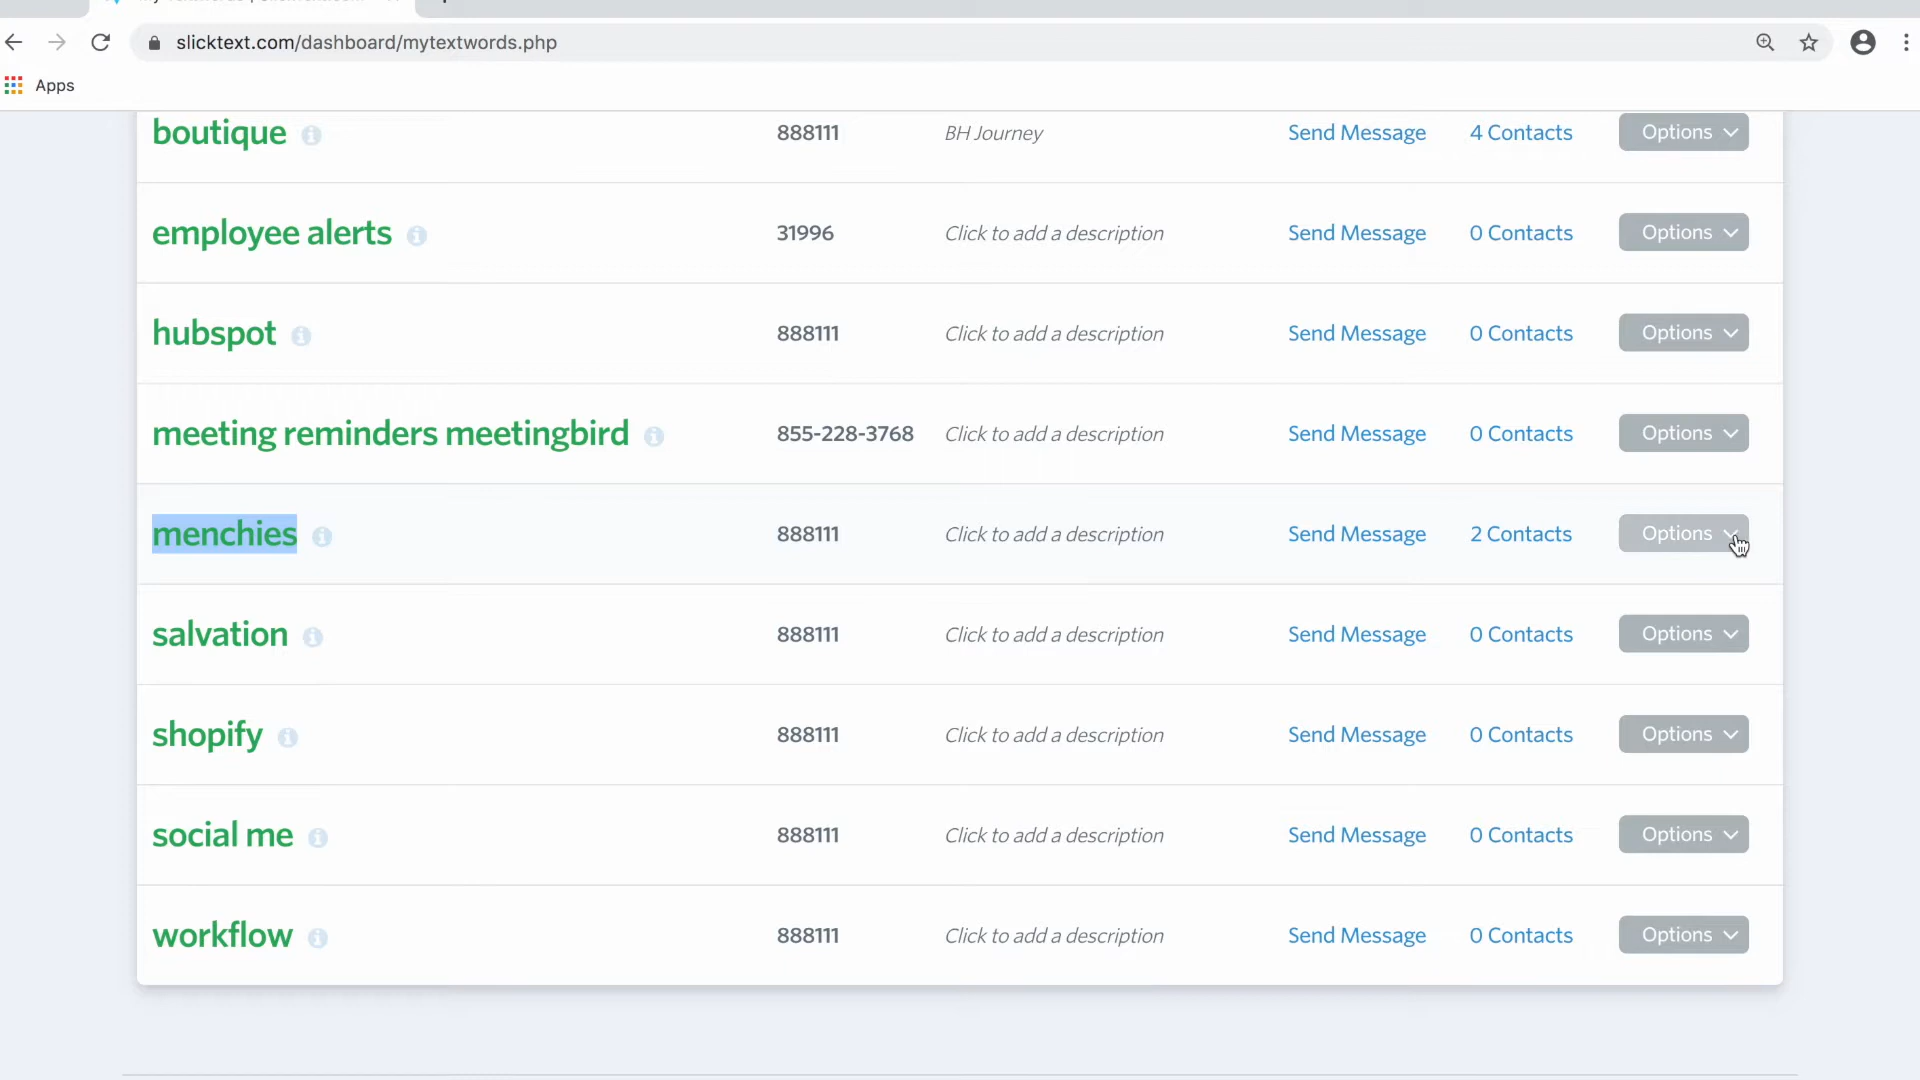 slicktext.com/dashboard/mytextwords.php
Apps
boutique 888111 BH Journey Send Message 4 Contacts Options
employee alerts 31996 Click to add a description Send Message 0 Contacts Options
hubspot 888111 Click to add a description Send Message 0 Contacts Options
meeting reminders meetingbird 855-228-3768 Click to add a description Send Message 0 Contacts Options
menchies 888111 Click to add a description Send Message 2 Contacts Options
salvation 888111 Click to add a description Send Message 0 Contacts Options
shopify 888111 Click to add a description Send Message 0 Contacts Options
social me 888111 Click to add a description Send Message 0 Contacts Options
workflow 888111 Click to add a description Send Message 0 Contacts Options